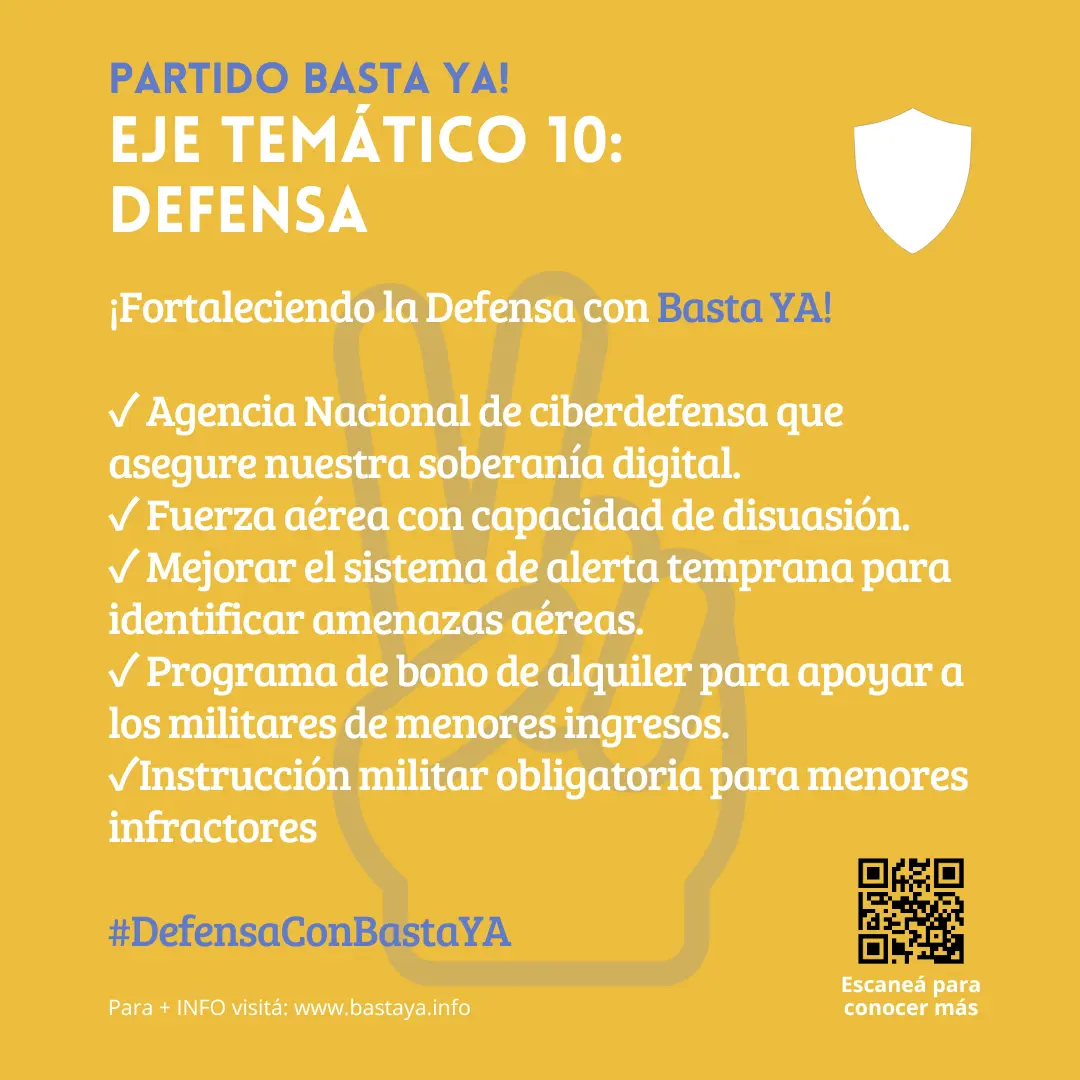 PARTIDO BASTA YA!
EJE TEMÁTICO 10:
DEFENSA
¡Fortaleciendo la Defensa con Basta YA!
✓ Agencia Nacional de ciberdefensa que
asegure nuestra soberanía digital.
✓ Fuerza aérea con capacidad de disuasión.
✓ Mejorar el sistema de alerta temprana para
identificar amenazas aéreas.
✓ Programa de bono de alquiler para apoyar a
los militares de menores ingresos.
✓Instrucción militar obligatoria para menores
infractores
#DefensaConBastaYA
Para + INFO visitá: www.bastaya.info
Escaneá para
conocer más